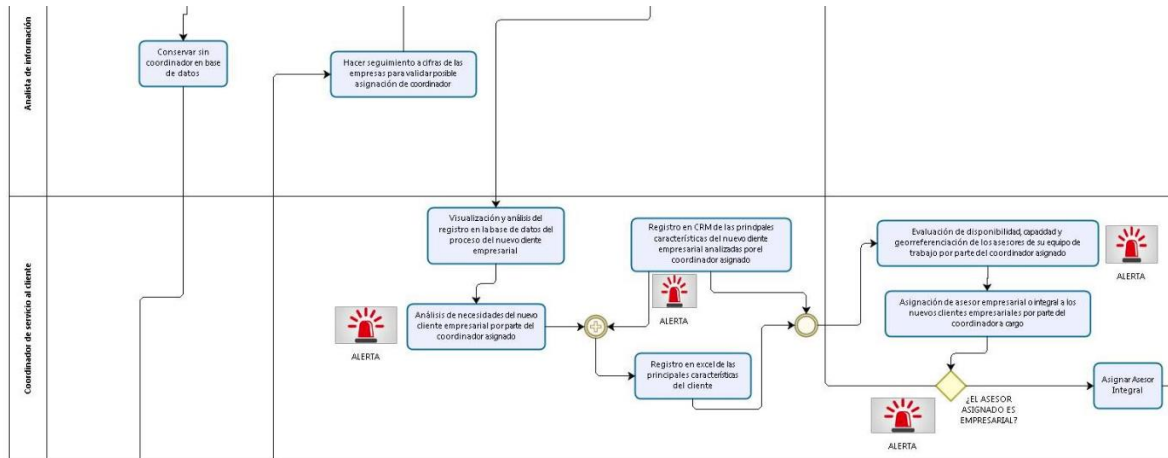 Analista de información
Conservar sin
coordinador en base
de datos
Hacer seguimiento a cifras de las
empresas para validar posible
asignación de coordinador
Coordinador de servicio al cliente
Visualización y análisis del
registro en la base de datos del
proceso del nuevo cliente
empresarial
Registro en CRM de las principales
características del nuevo cliente
empresarial analizadas por el
coordinador asignado
Evaluación de disponibilidad, capacidad y
georreferenciación de los asesores de su equipo de
trabajo por parte del coordinador asignado
ALERTA
Análisis de necesidades del nuevo
cliente empresarial por parte del
coordinador asignado
ALERTA
ALERTA
Asignación de asesor empresarial o integral a los
nuevos clientes empresariales por parte del
coordinador a cargo
Registro en excel de las
principales características
del cliente
¿EL ASESOR
ASIGNADO ES
EMPRESARIAL?
ALERTA
Asignar Asesor
Integral